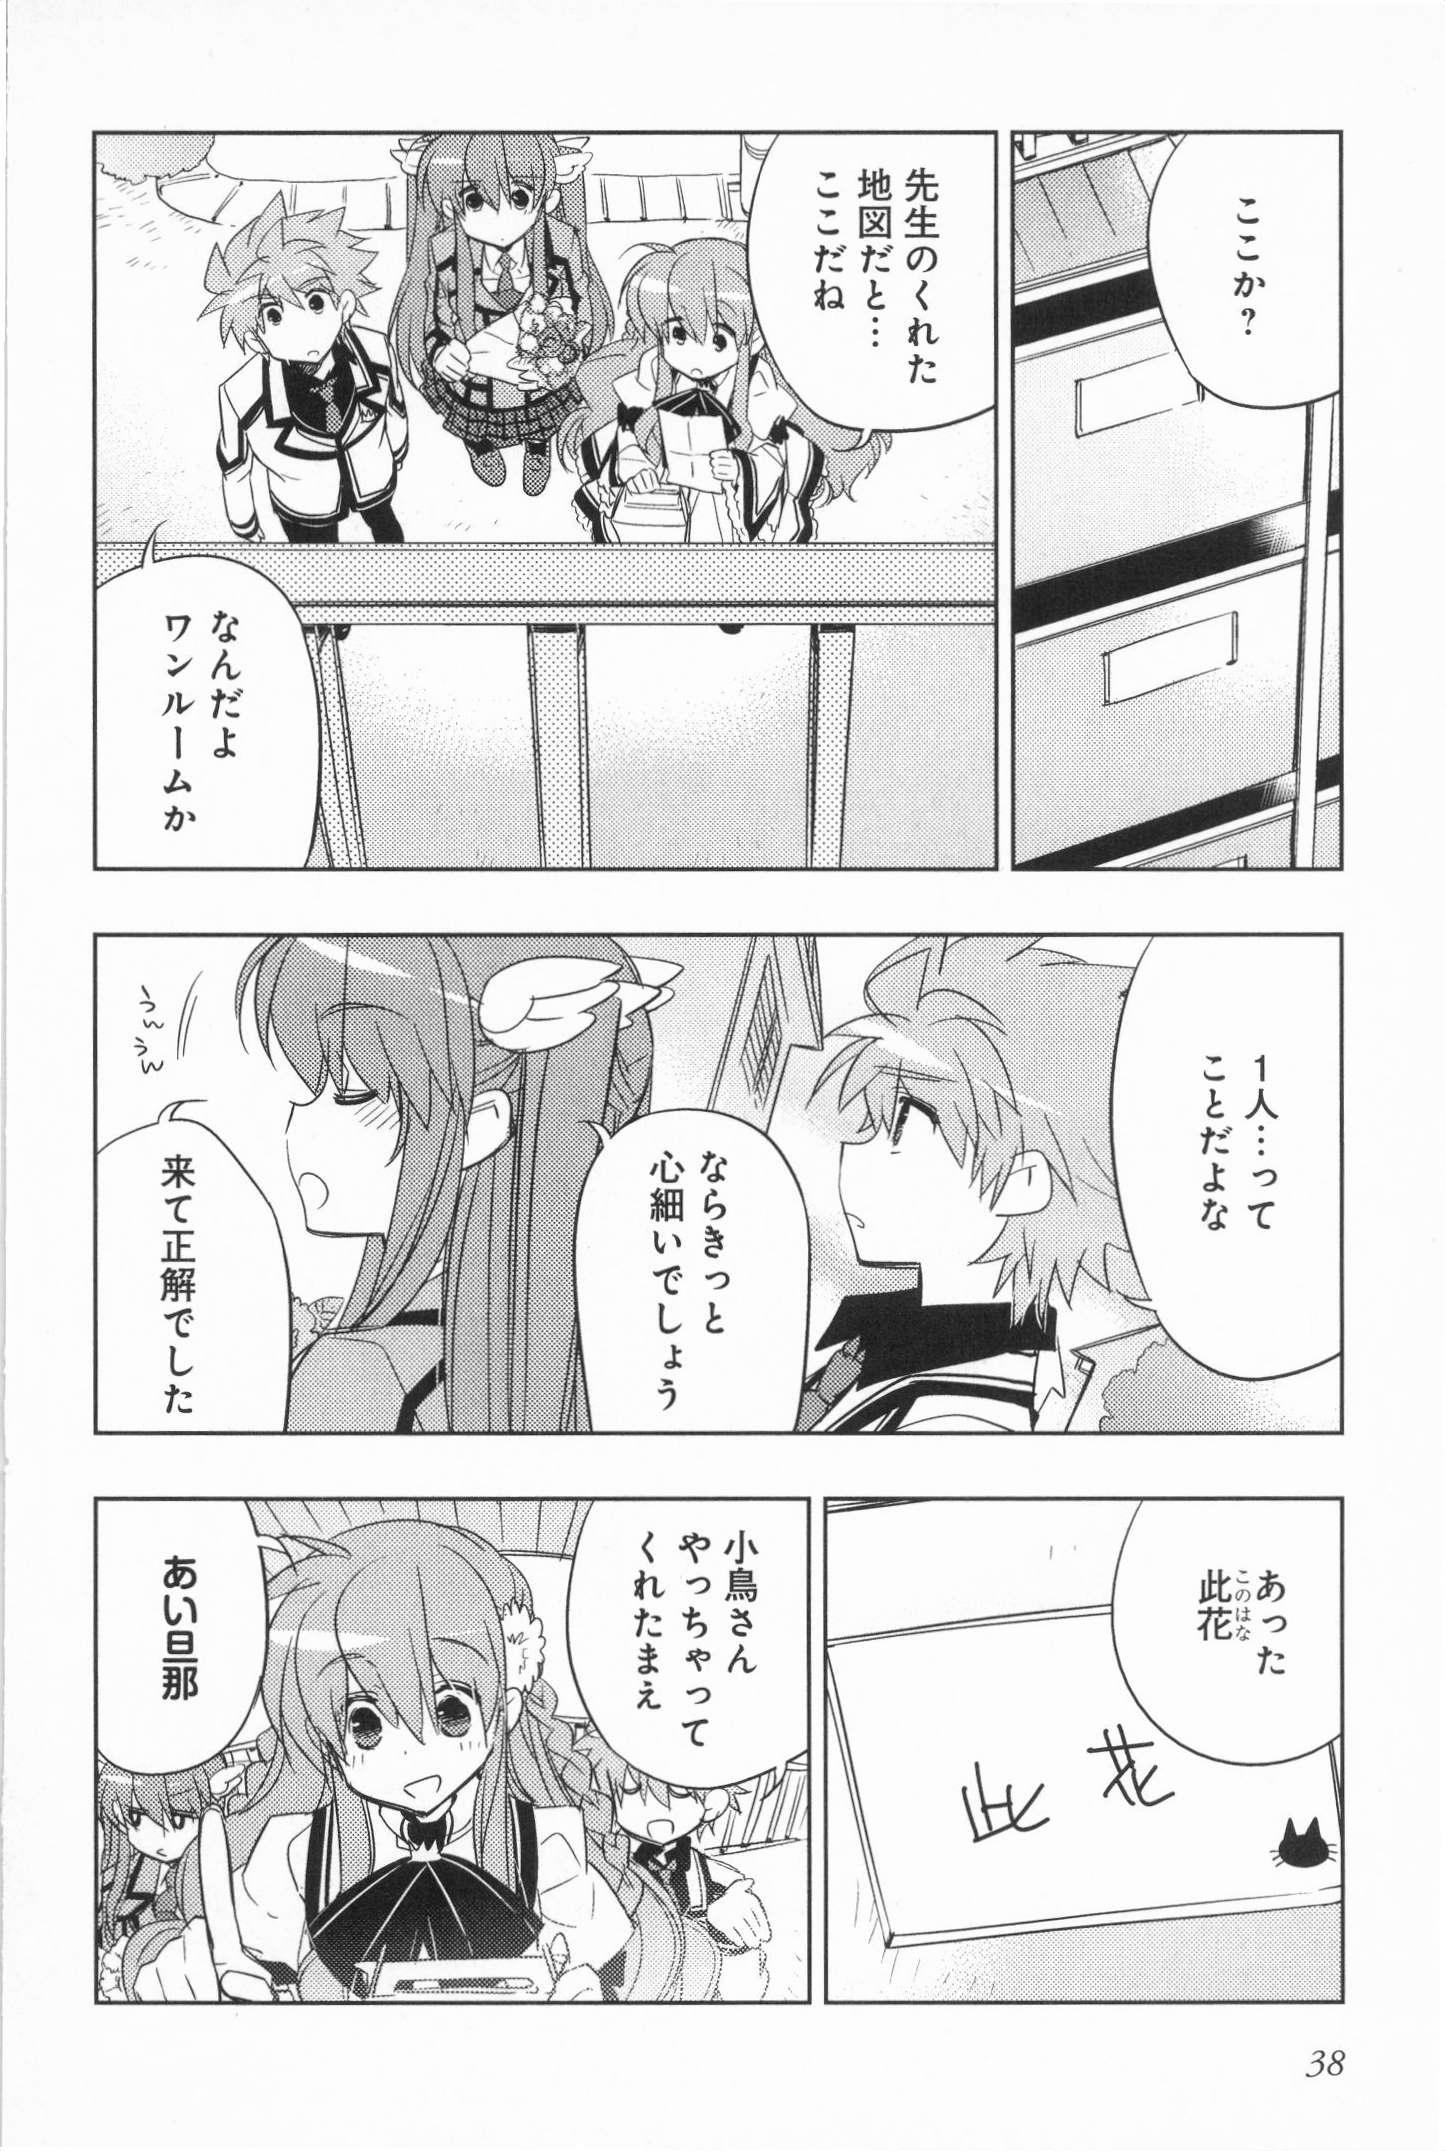 ここか?
先生のくれた
地図だと…
ここだね
なんだよ
ワンルームか
1人…って
ことだよな
ならきっと
心細いでしょう
うんうん
来て正解でした
あった
此花
このはな
此花
小鳥さん
やっちゃって
くれたまえ
あい旦那
38